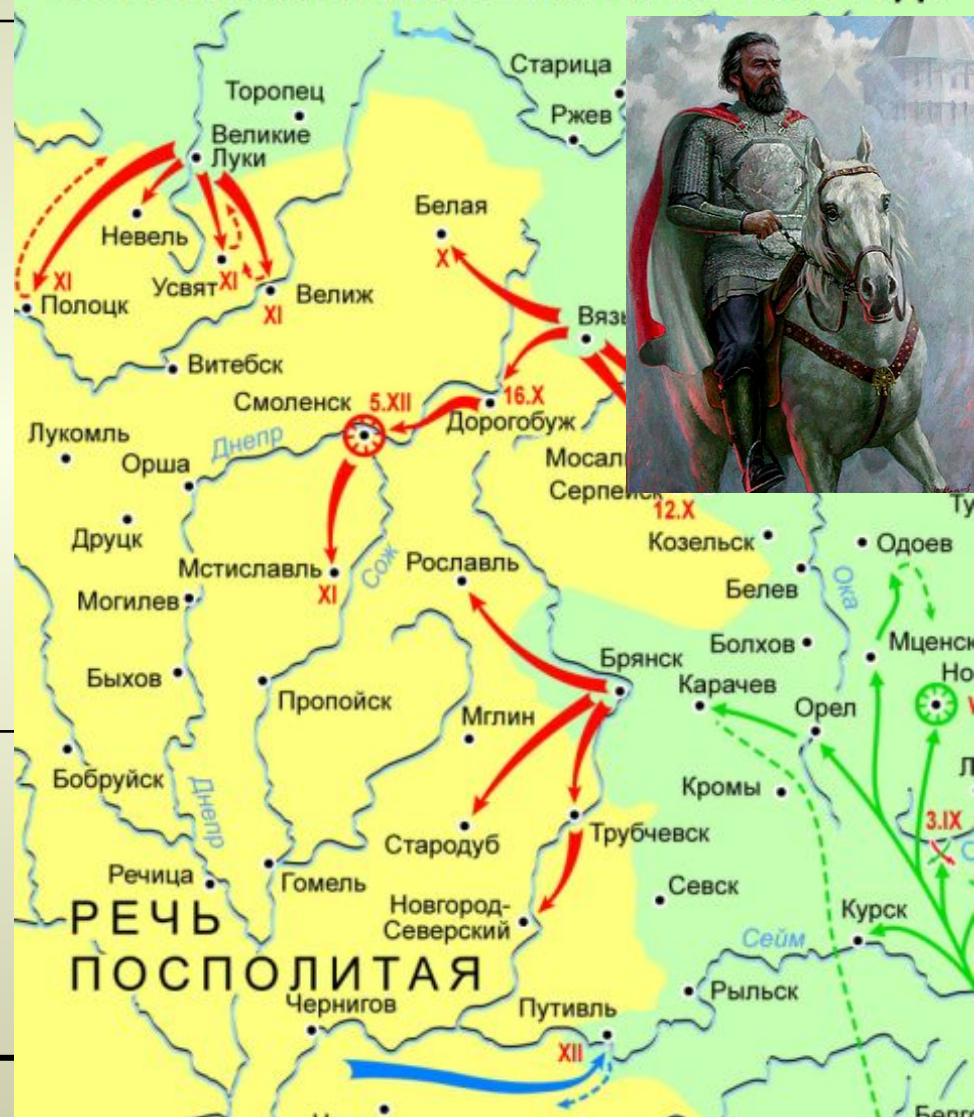 Старица
Торопец
Ржев
Великие
Луки
Белая
X
Невель
Усвят
XI
XI
Полоцк
Велиж
XI
Витебск
Смоленск
5.XII
16.X
Дорогобуж
Лукомль
Днепр
Орша
Серпейск
12.X
Друцк
Козельск
Одоев
Мстиславль
XI
Сож
Рославль
Белев
Ока
Могилев
Болхов
Мценск
Быхов
Брянск
Пропойск
Карачев
Мглин
Орел
Бобруйск
Днепр
Кромы
Стародуб
Трубчевск
3.IX
Речица
Гомель
Севск
Новгород-
Северский
Курск
РЕЧЬ
ПОСПОЛИТАЯ
Сейм
Рыльск
Чернигов
Путивль
XII